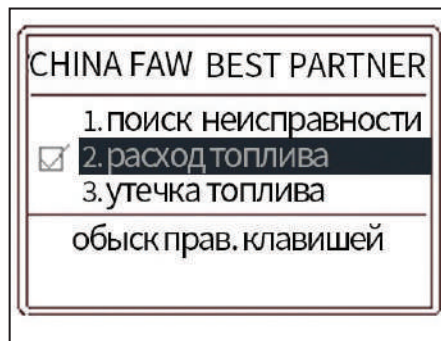 CHINA FAW BEST PARTNER
1. поиск неисправности
2. расход топлива
3. утечка топлива
обыск прав. клавишей